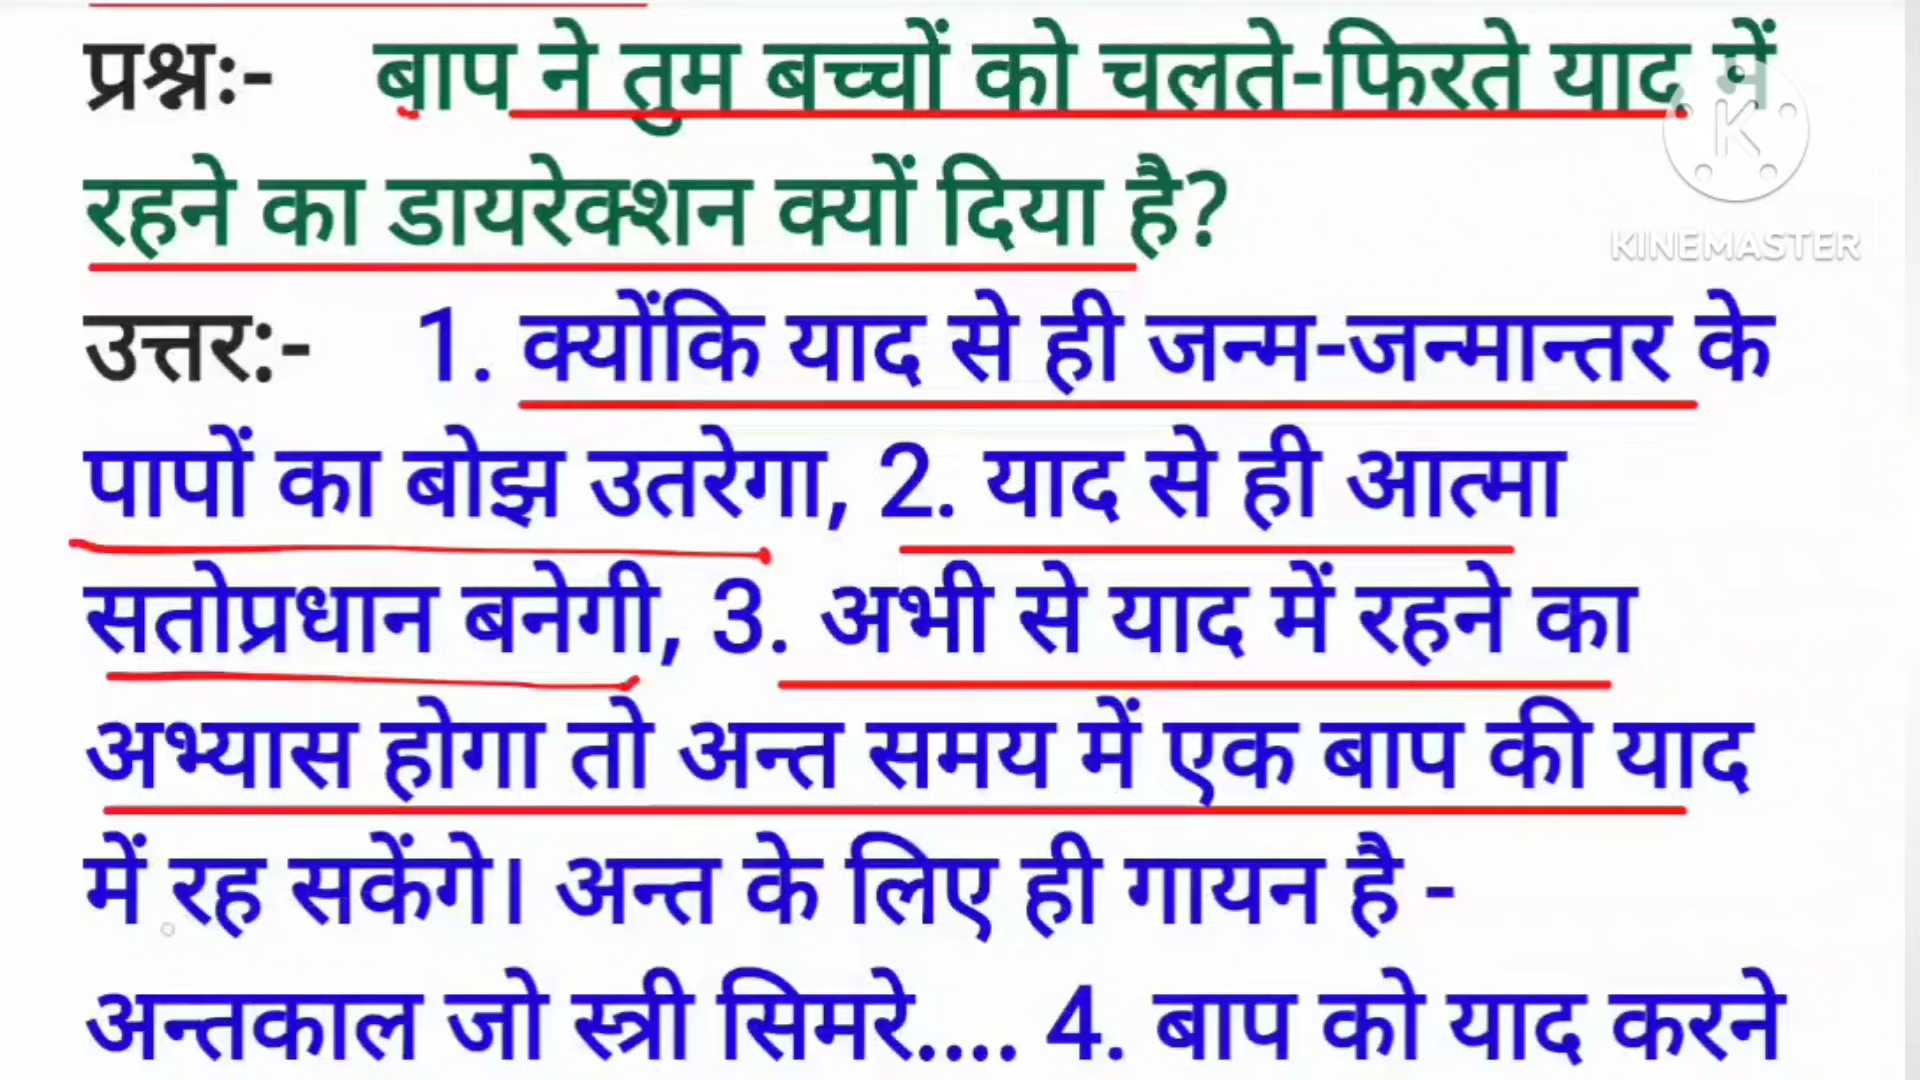 प्रश्नः- बाप ने तुम बच्चों को चलते-फिरते याद में
रहने का डायरेक्शन क्यों दिया है?
KINEMASTER
उत्तर:- 1. क्योंकि याद से ही जन्म-जन्मान्तर के
पापों का बोझ उतरेगा, 2. याद से ही आत्मा
सतोप्रधान बनेगी, 3. अभी से याद में रहने का
अभ्यास होगा तो अन्त समय में एक बाप की याद
में रह सकेंगे। अन्त के लिए ही गायन है -
अन्तकाल जो स्त्री सिमरे.... 4. बाप को याद करने